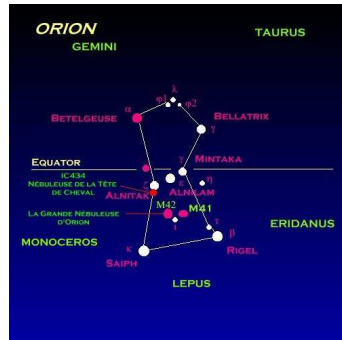 ORION
GEMINI
TAURUS
λ
φ1
φ2
α
BETELGEUSE
BELLATRIX
γ
EQUATOR
γ
MINTAKA
IC434
NÉBULEUSE DE LA TÊTE
DE CHEVAL
ζ
ε
η
ALNITAK
ALNILAM
M42
M41
LA GRANDE NÉBULEUSE
D'ORION
ι
τ
ERIDANUS
MONOCEROS
β
κ
RIGEL
SAIPH
LEPUS